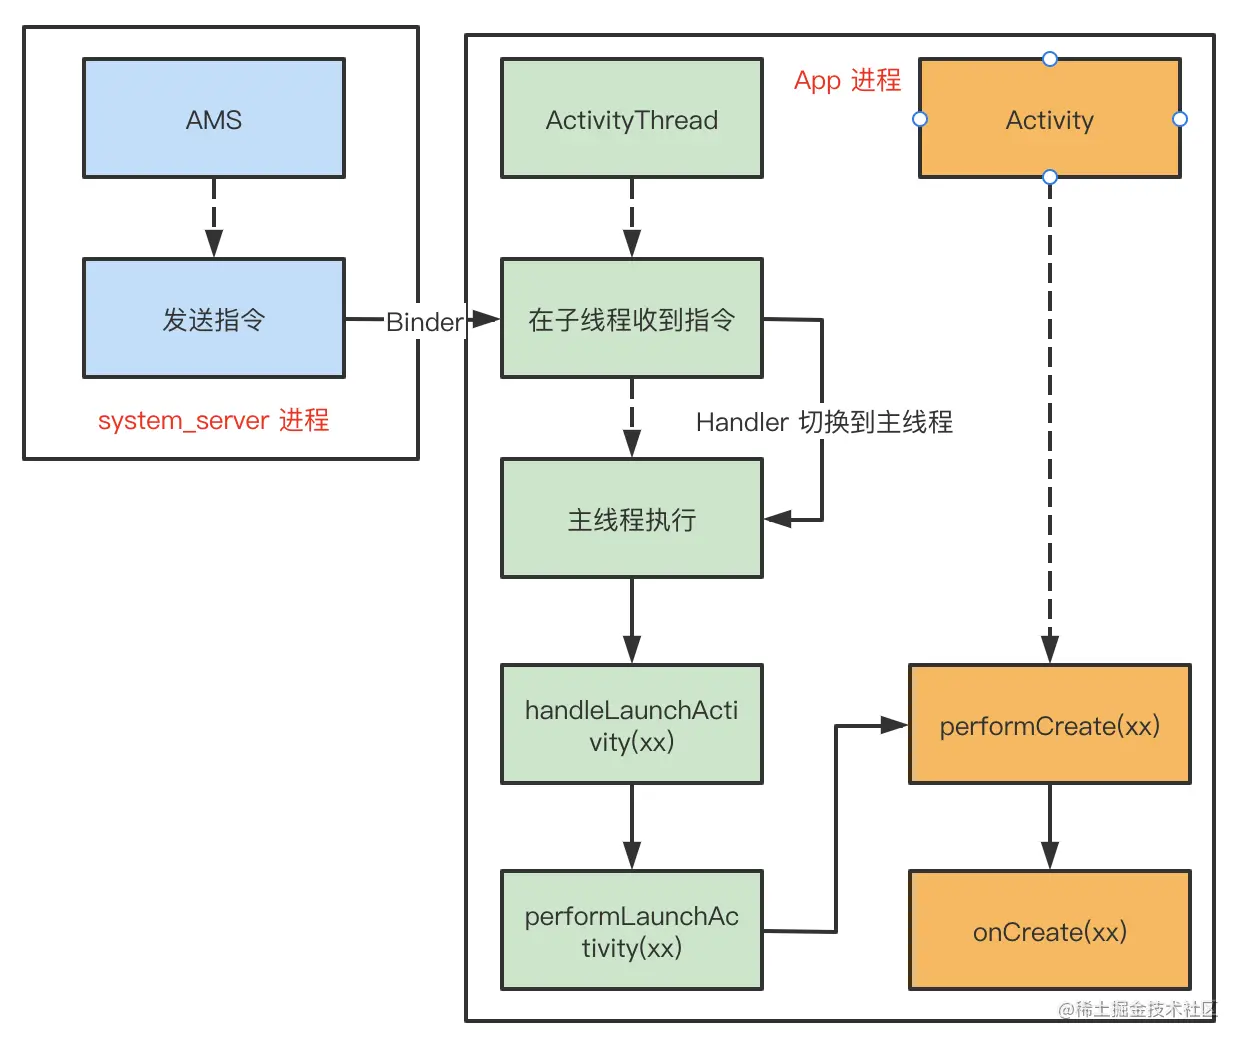 AMS
发送指令
system_server 进程
Binder
ActivityThread
App 进程
Activity
在子线程收到指令
Handler 切换到主线程
主线程执行
handleLaunchActi
vity(xx)
performLaunchAc
tivity(xx)
performCreate(xx)
onCreate(xx)
@稀土掘金技术社区